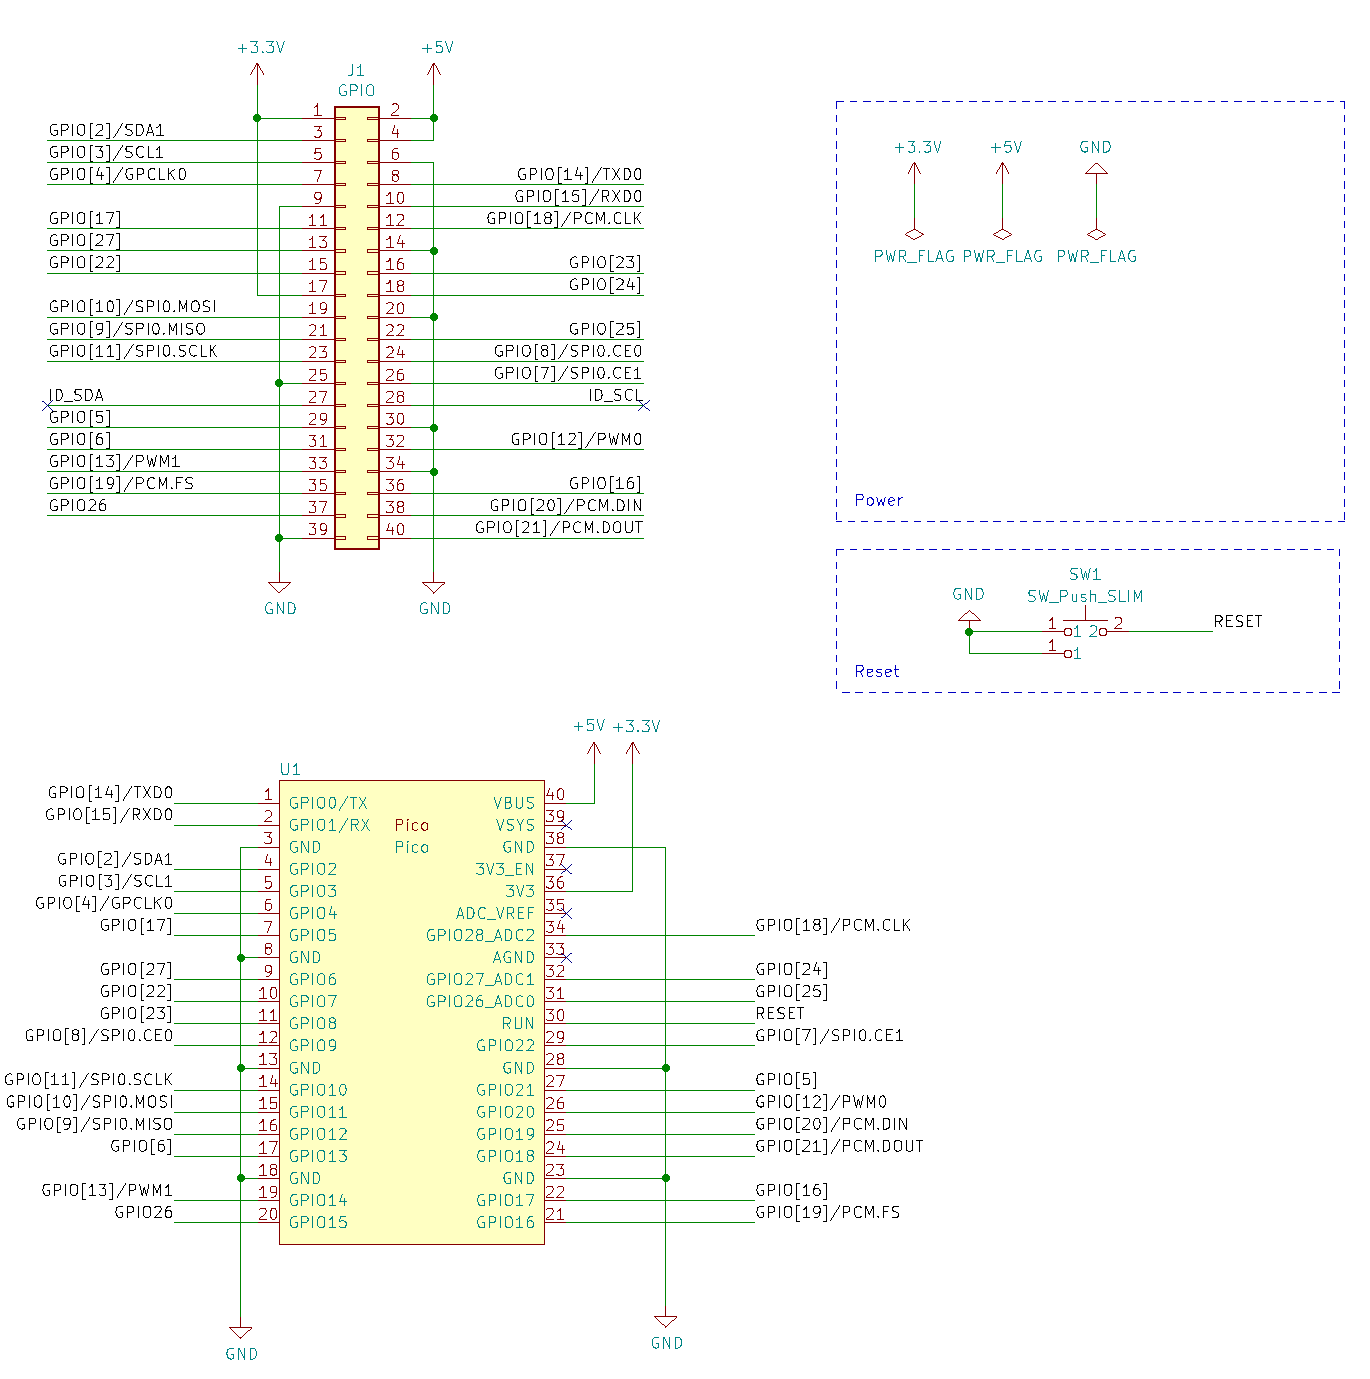 +3.3V
+5V
J1
GPIO
1 2
GPIO[2]/SDA1 3 4
GPIO[3]/SCL1 5 6
GPIO[4]/GPCLK0 7 8 GPIO[14]/TXD0
9 10 GPIO[15]/RXD0
GPIO[17] 11 12 GPIO[18]/PCM.CLK
GPIO[27] 13 14
GPIO[22] 15 16 GPIO[23]
17 18 GPIO[24]
GPIO[10]/SPI0.MOSI 19 20
GPIO[9]/SPI0.MISO 21 22 GPIO[25]
GPIO[11]/SPI0.SCLK 23 24 GPIO[8]/SPI0.CE0
25 26 GPIO[7]/SPI0.CE1
ID_SDA 27 28 ID_SCL
GPIO[5] 29 30
GPIO[6] 31 32 GPIO[12]/PWM0
GPIO[13]/PWM1 33 34
GPIO[19]/PCM.FS 35 36 GPIO[16]
GPIO26 37 38 GPIO[20]/PCM.DIN
39 40 GPIO[21]/PCM.DOUT
GND GND
+3.3V +5V GND
PWR_FLAG PWR_FLAG PWR_FLAG
Power
SW1
GND SW_Push_SLIM
1 1 2 2 RESET
1 1
Reset
+5V +3.3V
U1
GPIO[14]/TXD0 1 GPIO0/TX VBUS 40
GPIO[15]/RXD0 2 GPIO1/RX Pico VSYS 39
3 GND Pico GND 38
GPIO[2]/SDA1 4 GPIO2 3V3_EN 37
GPIO[3]/SCL1 5 GPIO3 3V3 36
GPIO[4]/GPCLK0 6 GPIO4 ADC_VREF 35
GPIO[17] 7 GPIO5 GPIO28_ADC2 34 GPIO[18]/PCM.CLK
8 GND AGND 33
GPIO[27] 9 GPIO6 GPIO27_ADC1 32 GPIO[24]
GPIO[22] 10 GPIO7 GPIO26_ADC0 31 GPIO[25]
GPIO[23] 11 GPIO8 RUN 30 RESET
GPIO[8]/SPI0.CE0 12 GPIO9 GPIO22 29 GPIO[7]/SPI0.CE1
13 GND GND 28
GPIO[11]/SPI0.SCLK 14 GPIO10 GPIO21 27 GPIO[5]
GPIO[10]/SPI0.MOSI 15 GPIO11 GPIO20 26 GPIO[12]/PWM0
GPIO[9]/SPI0.MISO 16 GPIO12 GPIO19 25 GPIO[20]/PCM.DIN
GPIO[6] 17 GPIO13 GPIO18 24 GPIO[21]/PCM.DOUT
18 GND GND 23
GPIO[13]/PWM1 19 GPIO14 GPIO17 22 GPIO[16]
GPIO26 20 GPIO15 GPIO16 21 GPIO[19]/PCM.FS
GND GND